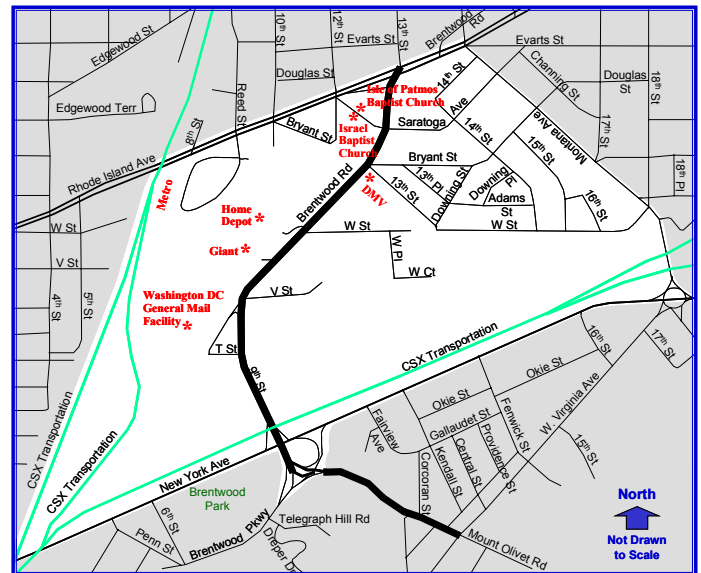 Edgewood St
10th St
12th St
13th St
Brentwood
Rd
Evarts St
Evarts St
Douglas St
14th St
Channing St
Douglas
St
18th St
Edgewood Terr
Reed St
Isle of Patmos
Baptist Church
Ave
Saratoga
Montana Ave
17th St
8th St
Bryant St
Israel
Baptist
Church
14th St
15th St
Rhode Island Ave
Bryant St
18th Pl
Metro
Brentwood Rd
DMV
13th St
13th Pl
Downing St
Downing Pl
Adams
St
16th St
Home
Depot
W St
W St
W St
Giant
W Pl
V St
W Ct
4th St
5th St
Washington DC
General Mail
Facility
V St
T St
9th St
CSX Transportation
16th St
17th St
Okie St
Okie St
CSX Transportation
CSX Transportation
Fairview
Ave
Gallaudet St
Fenwick St
W. Virginia Ave
Corcoran St
Kendall St
Central St
Providence St
15th St
New York Ave
Brentwood
Park
6th St
Penn St
Brentwood
Pkwy
Telegraph Hill Rd
Dreper Dr
Mount Olivet Rd
North
Not Drawn
to Scale